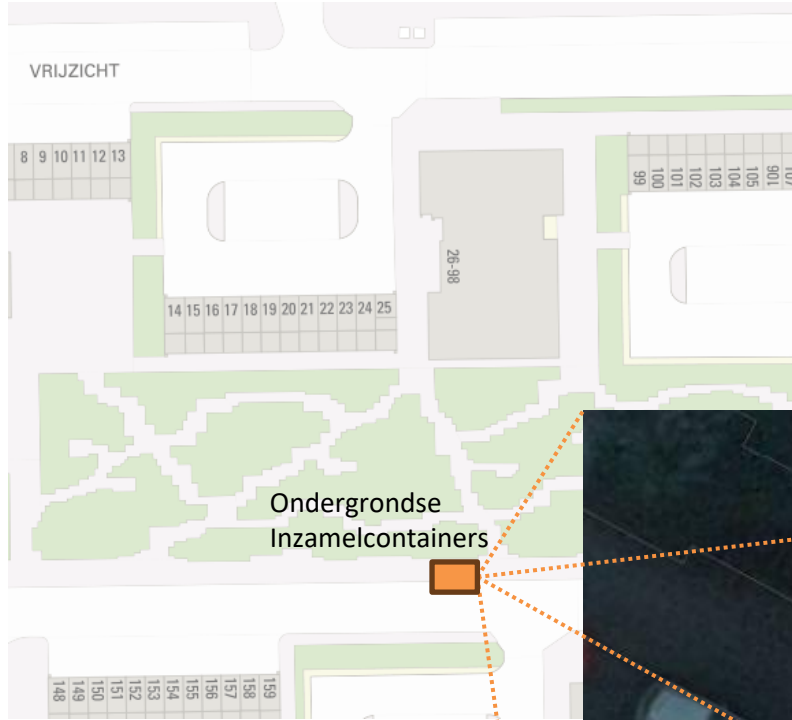 VRIJZICHT
8 9 10 11 12 13
99 100 101 102 103 104 105 106 107
26-98
14 15 16 17 18 19 20 21 22 23 24 25
Ondergrondse
Inzamelcontainers
148 149 150 151 152 153 154 155 156 157 158 159